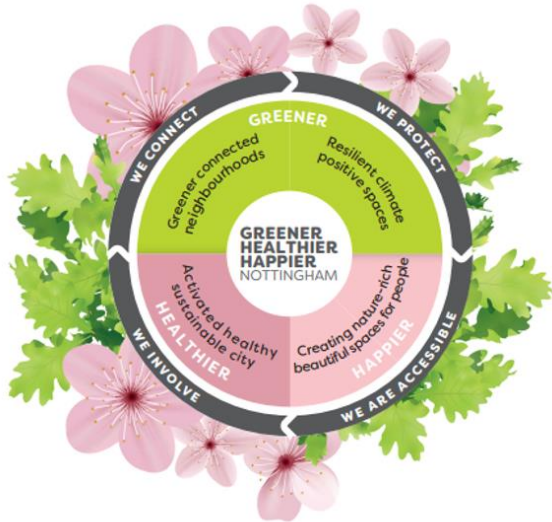 WE CONNECT
WE PROTECT
GREENER
Greener connected
neighbourhoods
Resilient climate
positive spaces
GREENER
HEALTHIER
HAPPIER
NOTTINGHAM
Activated healthy
sustainable city
HEALTHIER
Creating nature-rich
beautiful spaces for people
HAPPIER
WE INVOLVE
WE ARE ACCESSIBLE